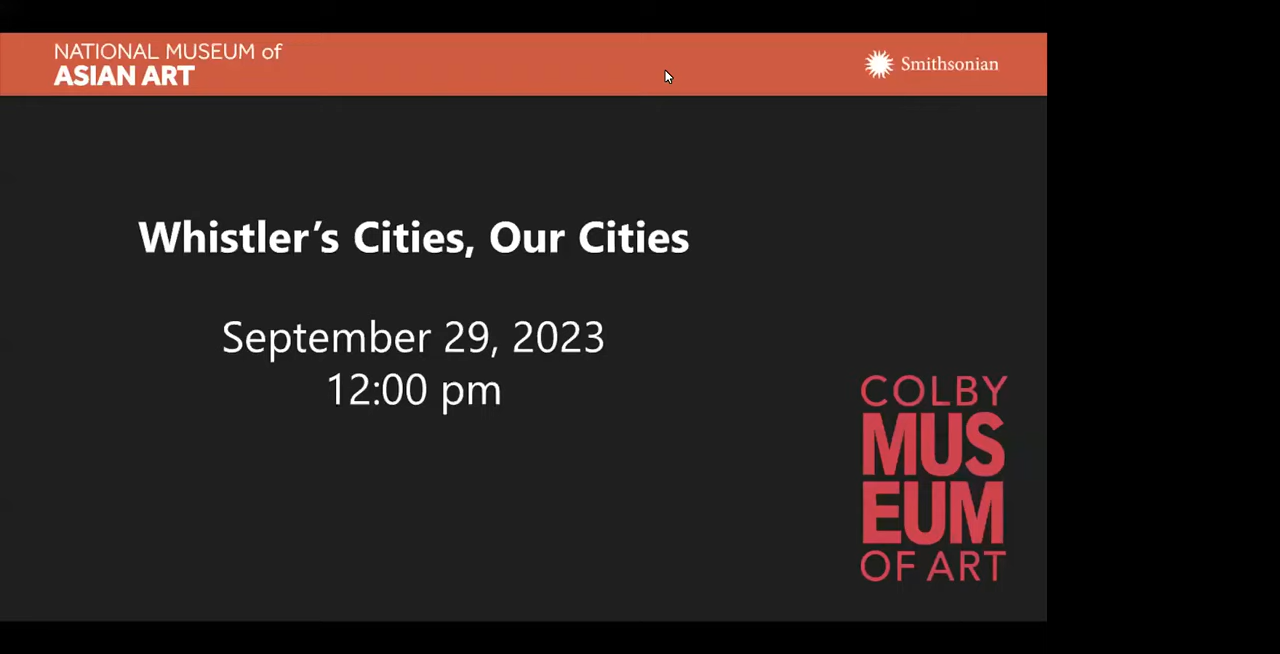 NATIONAL MUSEUM of
ASIAN ART
Smithsonian
Whistler’s Cities, Our Cities
September 29, 2023
12:00 pm
COLBY
MUS
EUM
OF ART